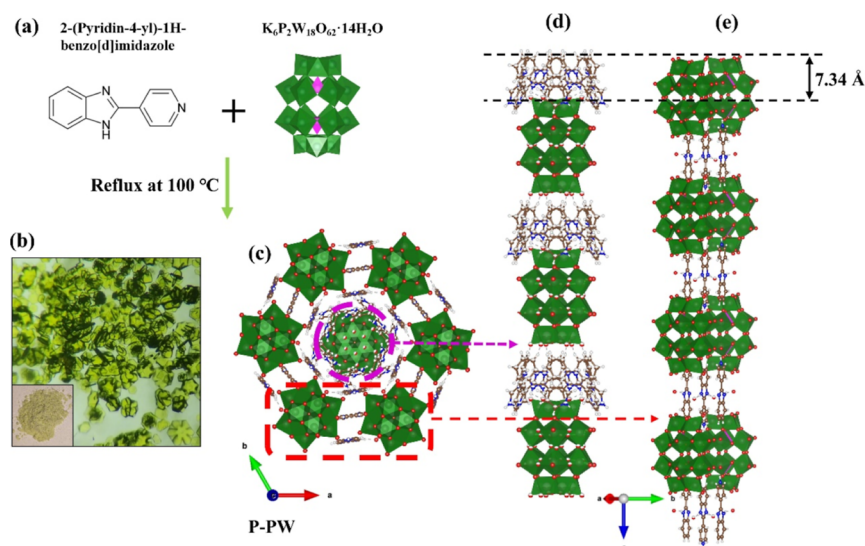 (a)
2-(Pyridin-4-yl)-1H-
benzo[d]imidazole
K₆P₂W₁₈O₆₂·14H₂O
N
N
H
N
+
Reflux at 100 ℃
(b)
(c)
b
a
P-PW
(d)
(e)
7.34 Å
a
b